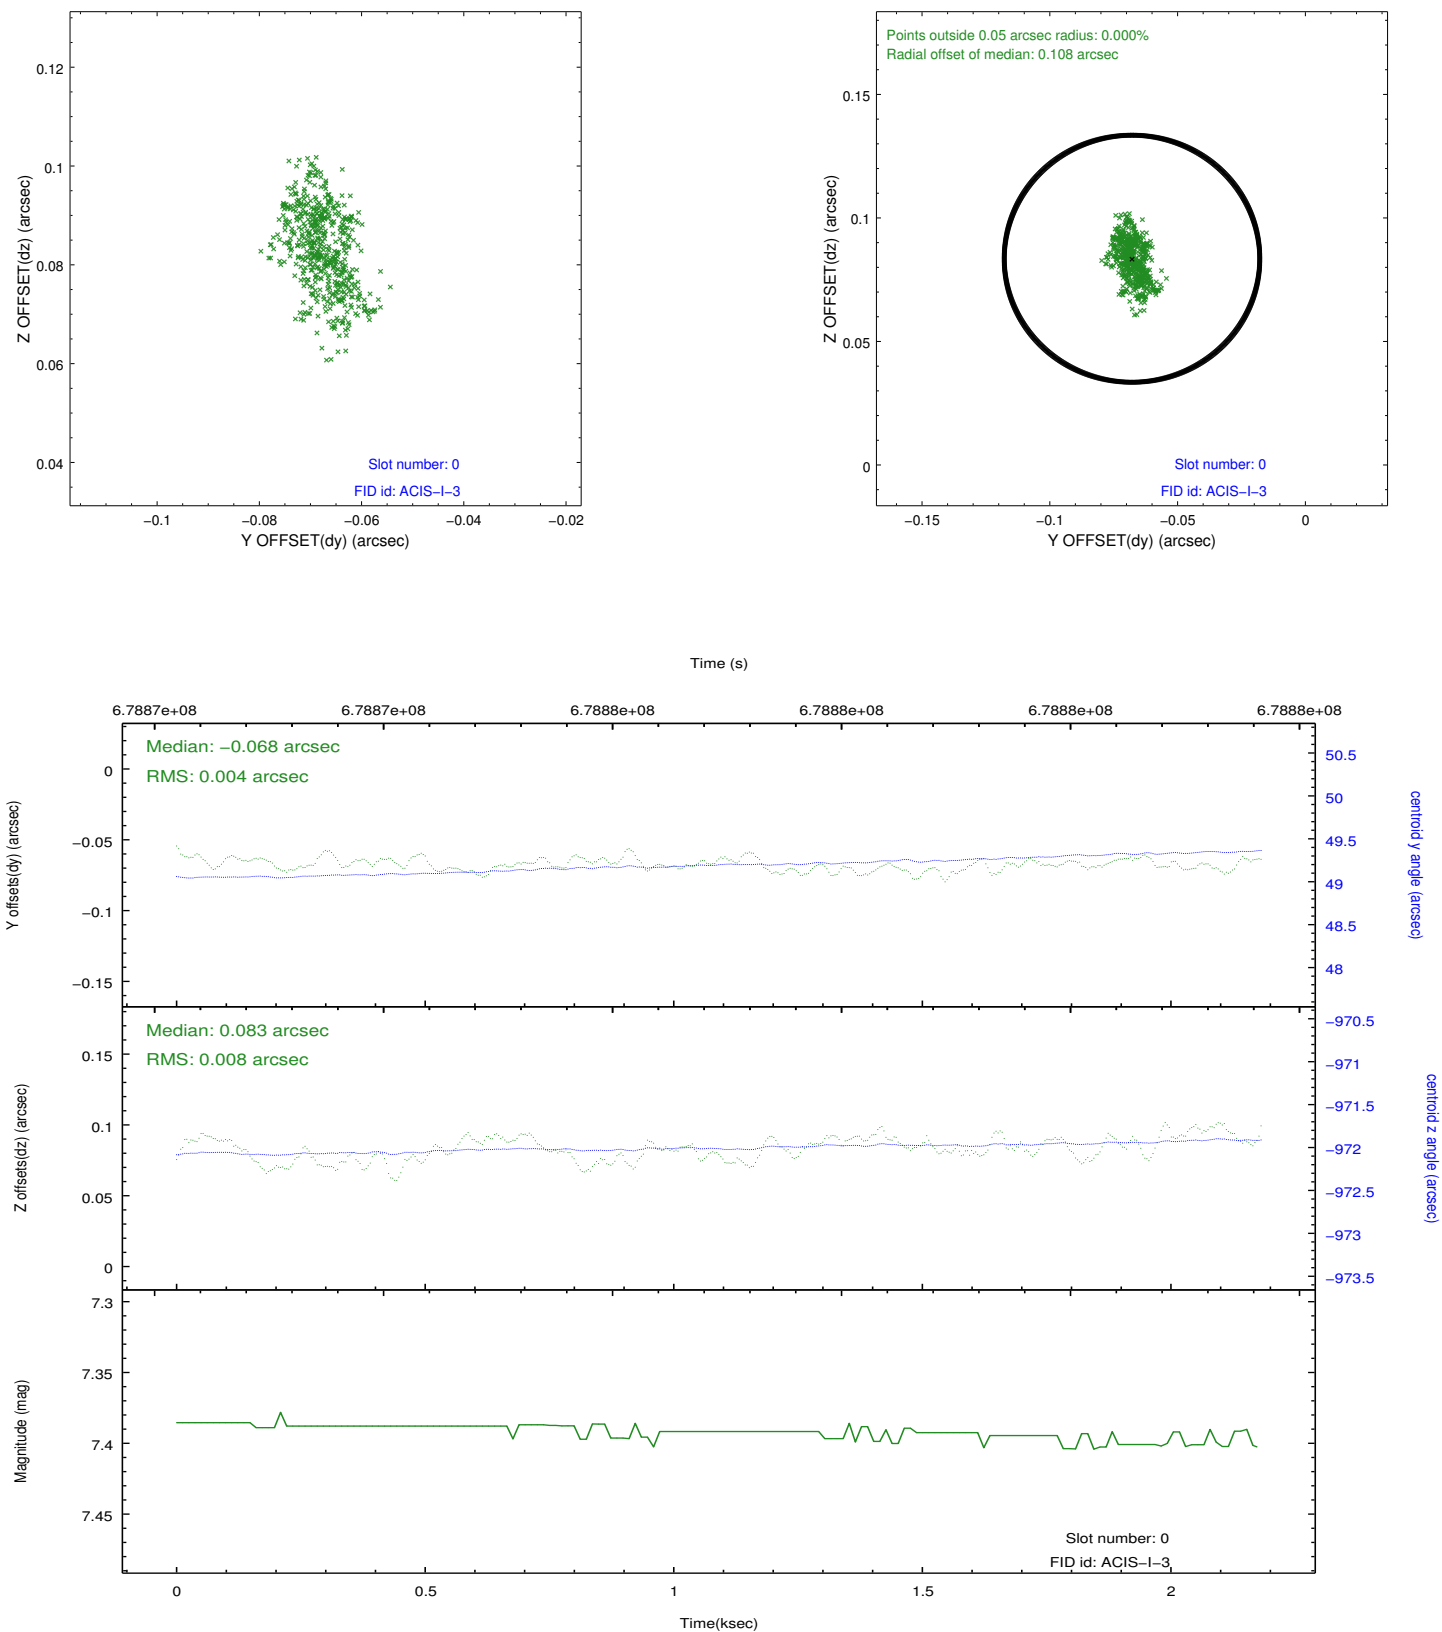 0.12
0.1
0.08
0.06
0.04
Z OFFSET(dz) (arcsec)
Slot number: 0
FID id: ACIS−I−3
−0.1
−0.08
−0.06
−0.04
−0.02
Y OFFSET(dy) (arcsec)
Points outside 0.05 arcsec radius: 0.000%
Radial offset of median: 0.108 arcsec
0.15
0.1
0.05
0
Z OFFSET(dz) (arcsec)
Slot number: 0
FID id: ACIS−I−3
−0.15
−0.1
−0.05
0
Y OFFSET(dy) (arcsec)
Time (s)
6.7887e+08
6.7887e+08
6.7888e+08
6.7888e+08
6.7888e+08
6.7888e+08
Median: −0.068 arcsec
RMS: 0.004 arcsec
0
−0.05
−0.1
−0.15
Y offsets(dy) (arcsec)
50.5
50
49.5
49
48.5
48
centroid y angle (arcsec)
Median: 0.083 arcsec
RMS: 0.008 arcsec
0.15
0.1
0.05
0
Z offsets(dz) (arcsec)
−970.5
−971
−971.5
−972
−972.5
−973
−973.5
centroid z angle (arcsec)
7.3
7.35
7.4
7.45
Magnitude (mag)
Slot number: 0
FID id: ACIS−I−3
0
0.5
1
1.5
2
Time(ksec)